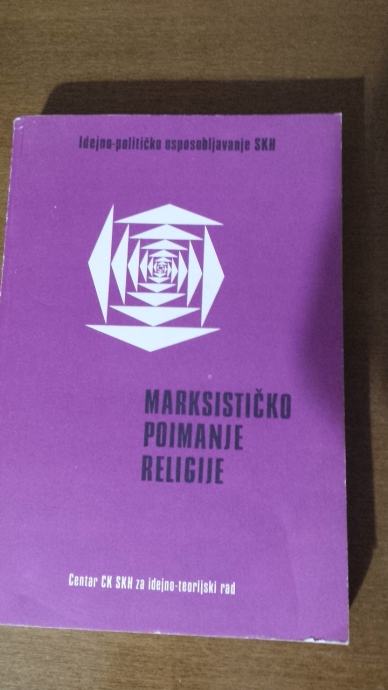 Idejno-političko osposobljavanje SKH
MARKSISTIČKO
POIMANJE
RELIGIJE
Centar CK SKH za idejno-teorijski rad